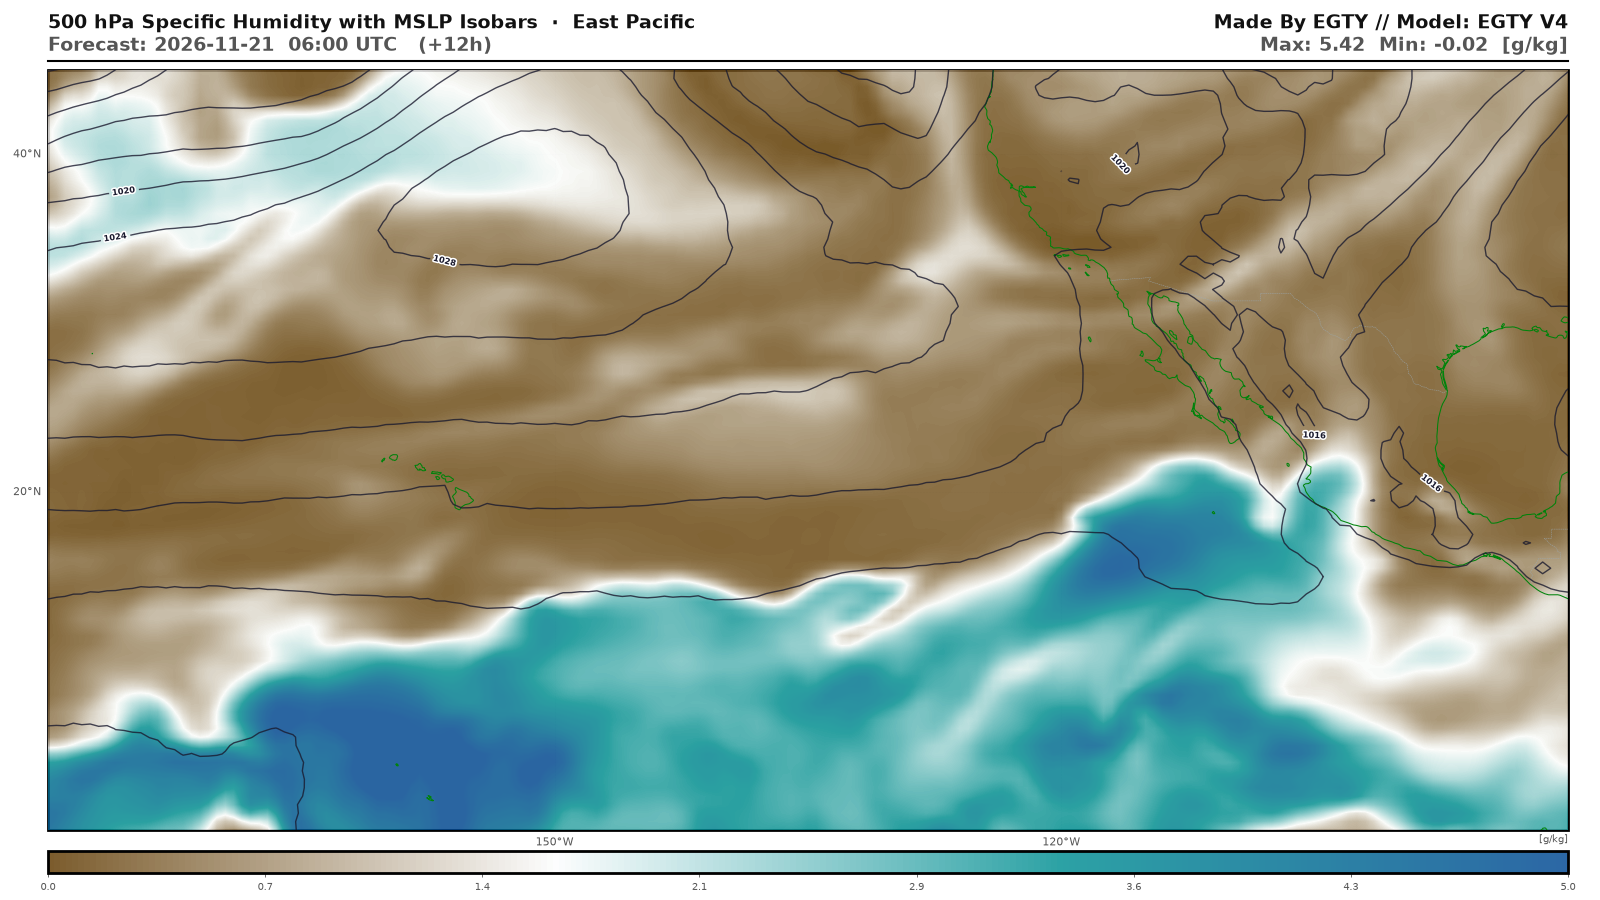 500 hPa Specific Humidity with MSLP Isobars · East Pacific
Made By EGTY // Model: EGTY V4
Forecast: 2026-11-21 06:00 UTC (+12h)
Max: 5.42 Min: -0.02 [g/kg]
40°N
20°N
1020
1024
1028
1020
1016
1016
150°W
120°W
[g/kg]
0.0
0.7
1.4
2.1
2.9
3.6
4.3
5.0